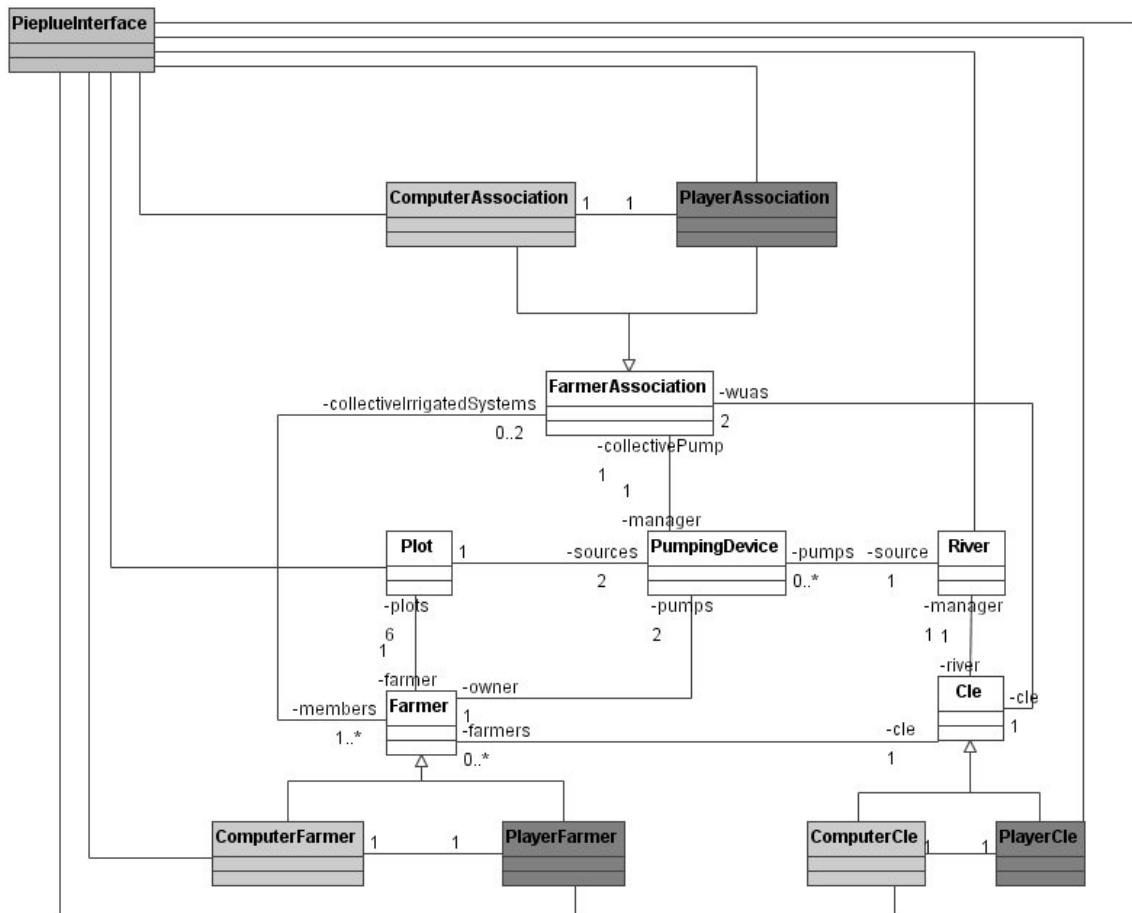 PieplueInterface
ComputerAssociation
1 1
PlayerAssociation
FarmerAssociation
-collectiveIrrigatedSystems
0..2
-wuas
2
-collectivePump
1
1
-manager
Plot
1
-sources
2
PumpingDevice
-pumps
0..*
-source
1
River
-plots
6
1
-pumps
2
-manager
1 1
-farmer
-river
-members
1..*
Farmer
-owner
1
-farmers
0..*
-cle
1
Cle
-cle
1
ComputerFarmer
1 1
PlayerFarmer
ComputerCle
1 1
PlayerCle